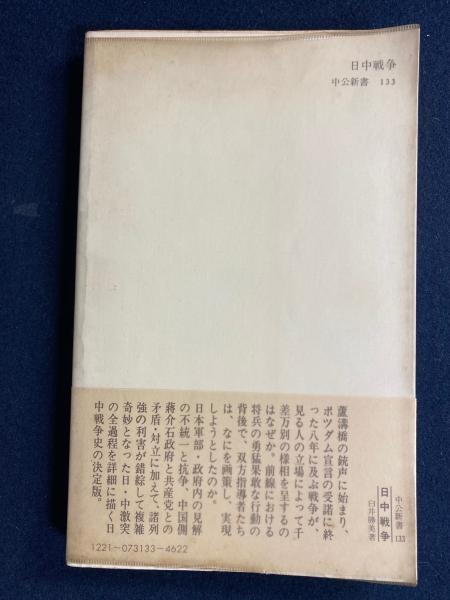 日中戦争
中公新書 133
蘆溝橋の銃声に始まり、
ポツダム宣言の受諾に終
った八年に及ぶ戦争が、
見る人の立場によって千
差万別の様相を呈するの
はなぜか。前線における
将兵の勇猛果敢な行動の
背後で、双方指導者たち
は、なにを画策し、実現
しようとしたのか。
日本軍部・政府内の見解
の不統一と抗争、中国側
蔣介石政府と共産党との
矛盾・対立に加えて、諸列
強の利害が錯綜して複雑
奇妙となった日・中激突
の全過程を詳細に描く日
中戦争史の決定版。
1221-073133-4622
中公新書 133
日中戦争
臼井勝美著